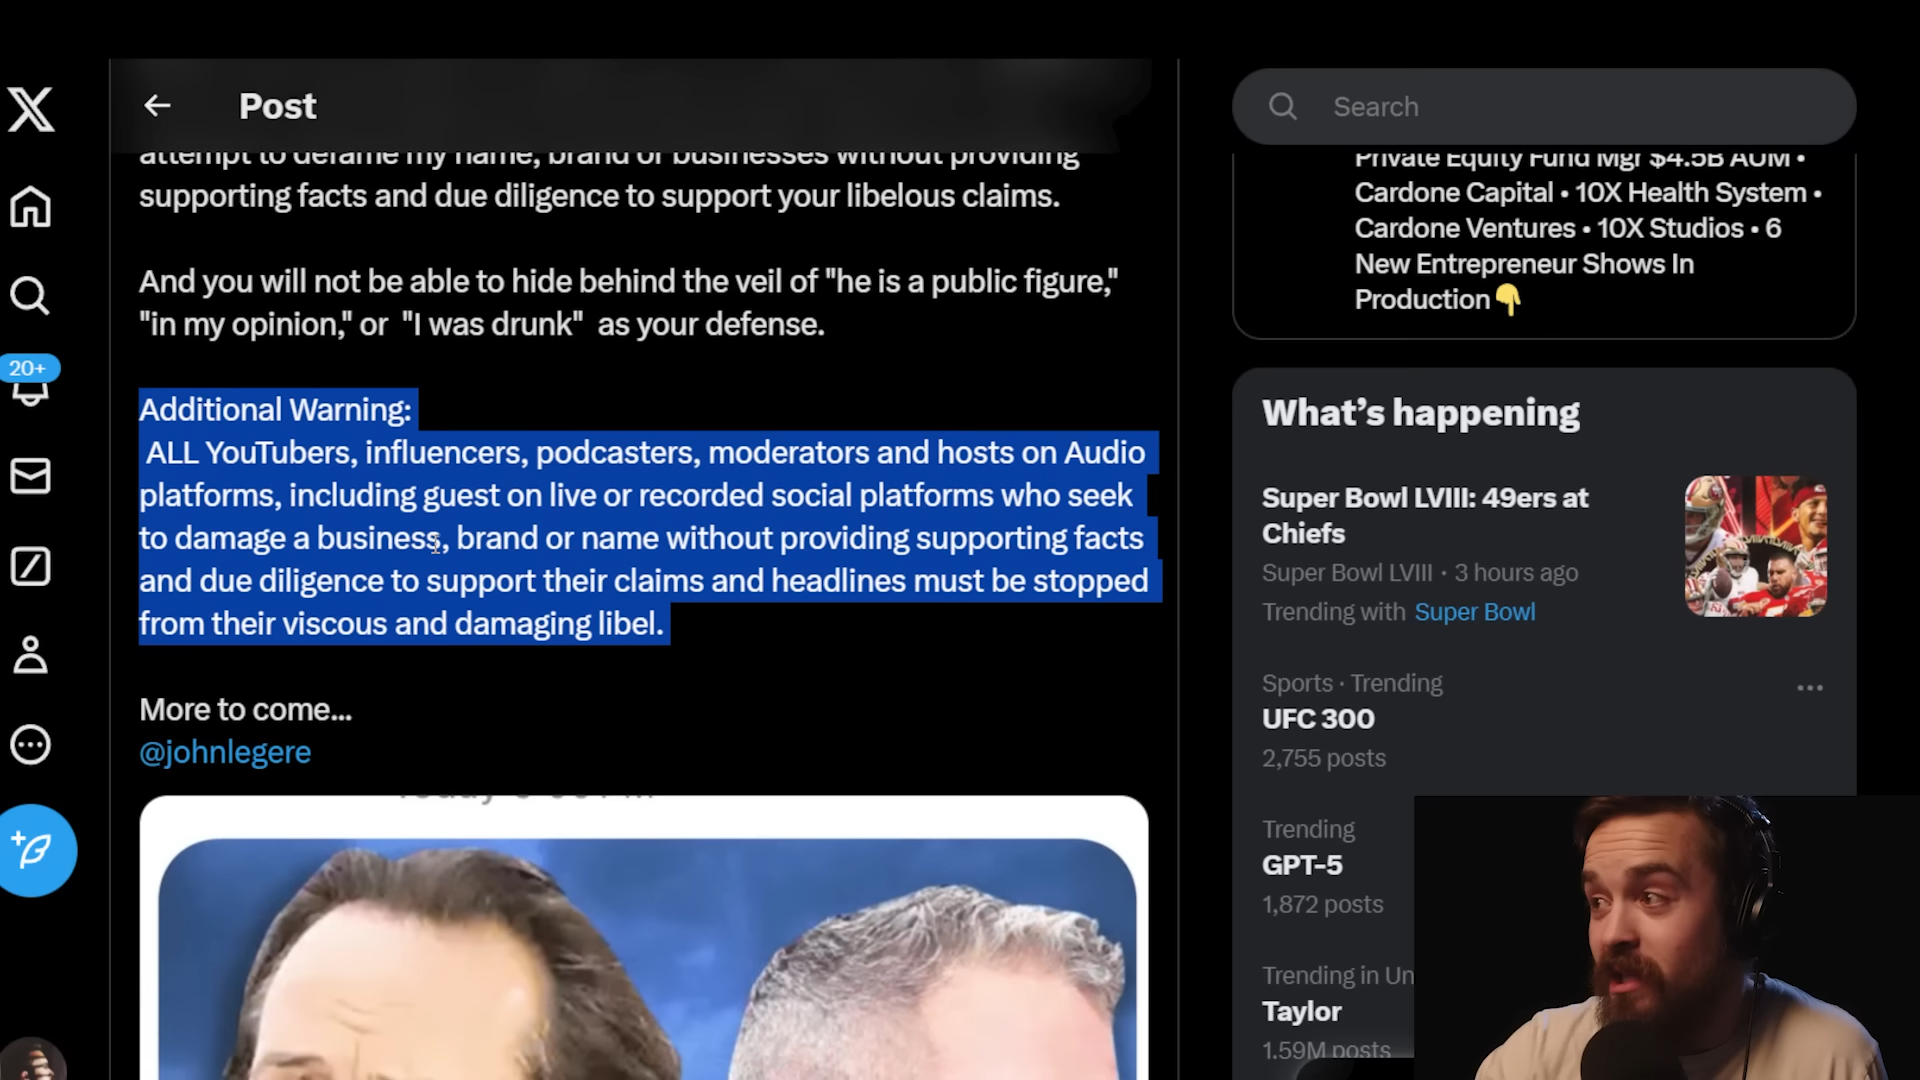 Post
Search
20+
attempt to defame my name, brand or businesses without providing
supporting facts and due diligence to support your libelous claims.
And you will not be able to hide behind the veil of "he is a public figure,"
"in my opinion," or "I was drunk" as your defense.
Additional Warning:
ALL YouTubers, influencers, podcasters, moderators and hosts on Audio
platforms, including guest on live or recorded social platforms who seek
to damage a business, brand or name without providing supporting facts
and due diligence to support their claims and headlines must be stopped
from their viscous and damaging libel.
More to come...
@johnlegere
Private Equity Fund Mgr $4.5B AUM •
Cardone Capital • 10X Health System •
Cardone Ventures • 10X Studios • 6
New Entrepreneur Shows In
Production👇
What's happening
Super Bowl LVIII: 49ers at
Chiefs
Super Bowl LVIII · 3 hours ago
Trending with Super Bowl
Sports · Trending
UFC 300
2,755 posts
Trending
GPT-5
1,872 posts
Trending in Un
Taylor
1.59M posts